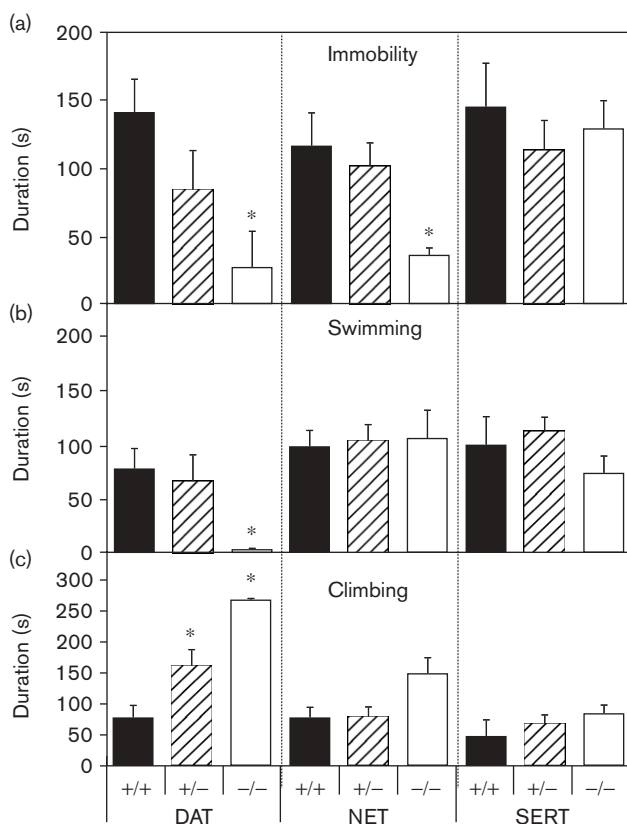 (a)
200
150
100
50
0
Duration (s)
Immobility
*
*
(b)
200
150
100
50
0
Duration (s)
Swimming
*
(c)
300
250
200
150
100
50
0
Duration (s)
Climbing
*
*
+/+ +/− −/− +/+ +/− −/− +/+ +/− −/−
DAT NET SERT